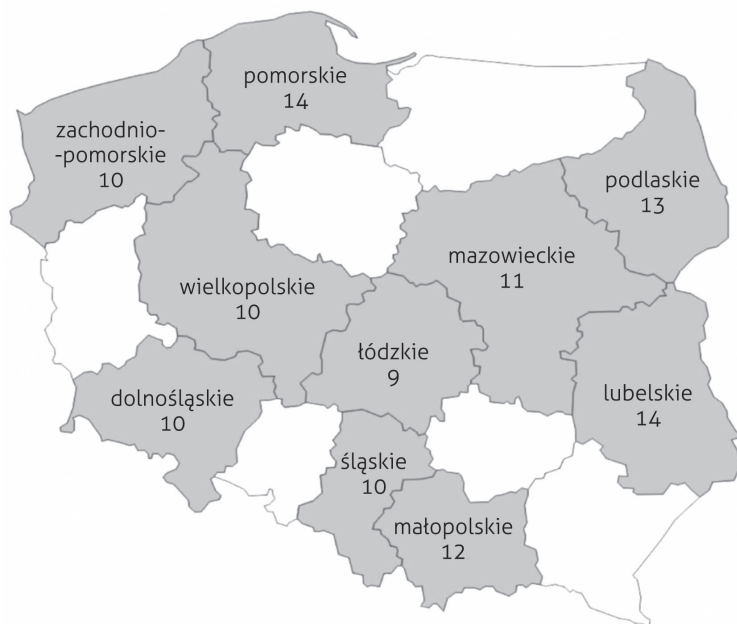 pomorskie
14
zachodnio-
-pomorskie
10
podlaskie
13
mazowieckie
11
wielkopolskie
10
łódzkie
9
lubelskie
14
dolnośląskie
10
śląskie
10
małopolskie
12